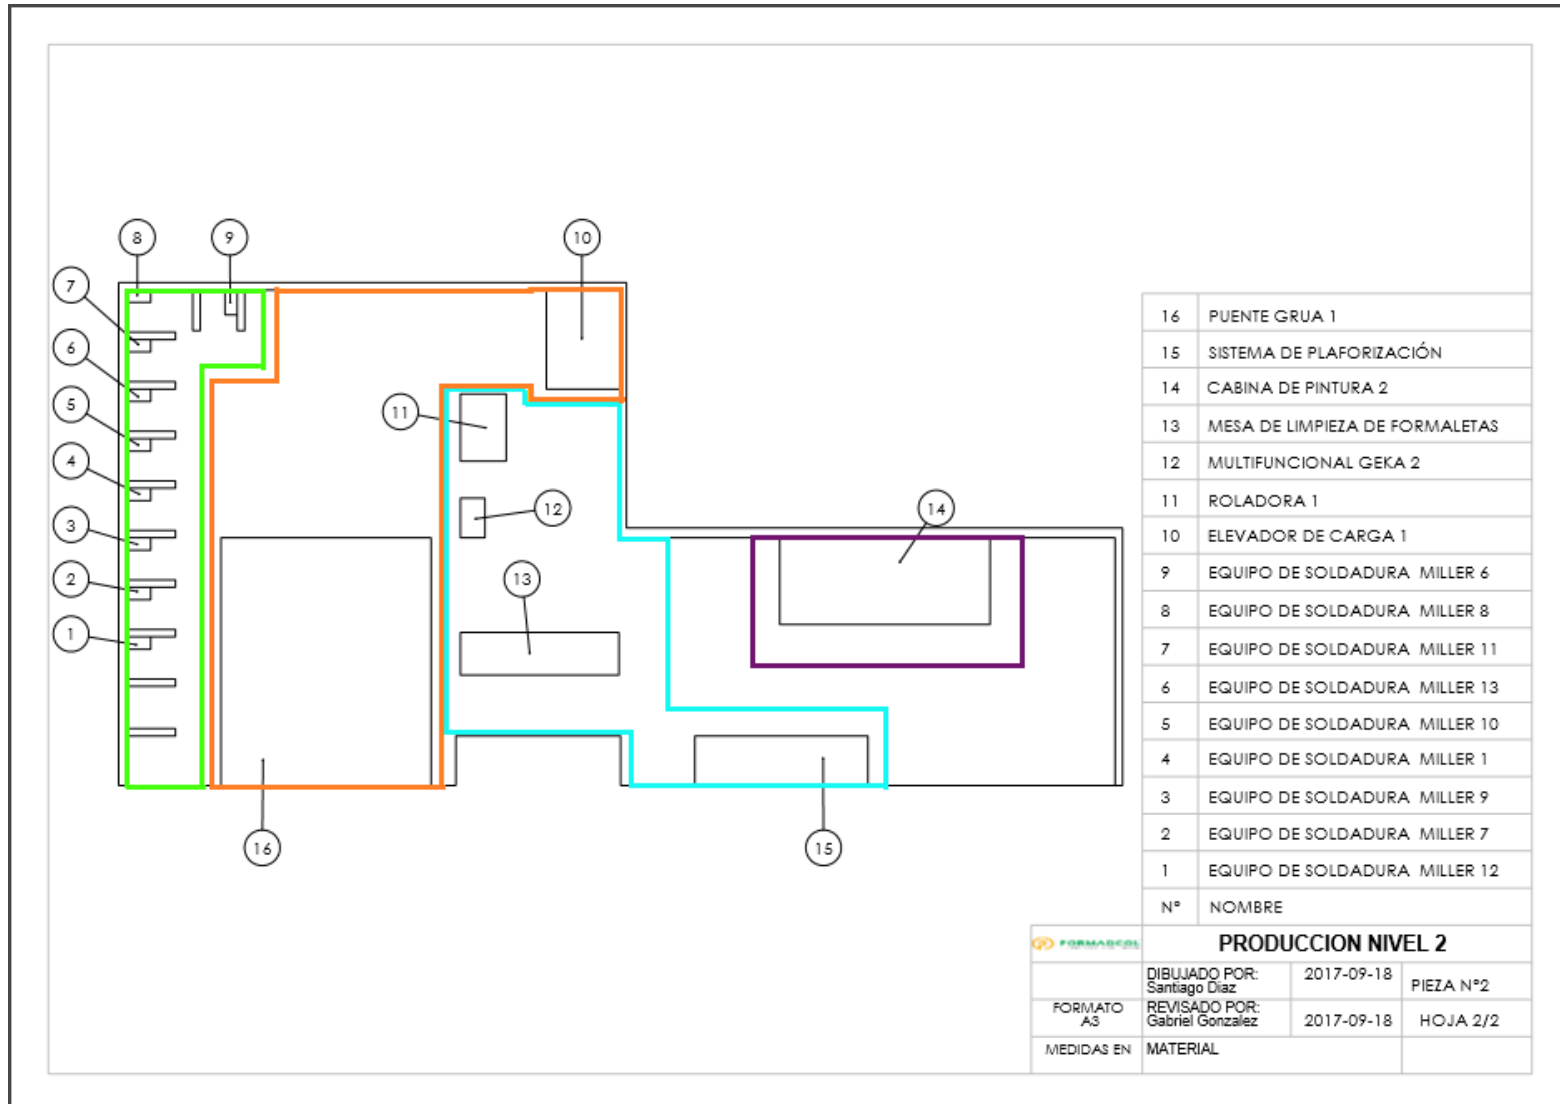 8
9
10
7
6
5
4
3
2
1
11
12
13
14
15
16
16 PUENTE GRUA 1
15 SISTEMA DE PLAFORIZACIÓN
14 CABINA DE PINTURA 2
13 MESA DE LIMPIEZA DE FORMALETAS
12 MULTIFUNCIONAL GEKA 2
11 ROLADORA 1
10 ELEVADOR DE CARGA 1
9 EQUIPO DE SOLDADURA MILLER 6
8 EQUIPO DE SOLDADURA MILLER 8
7 EQUIPO DE SOLDADURA MILLER 11
6 EQUIPO DE SOLDADURA MILLER 13
5 EQUIPO DE SOLDADURA MILLER 10
4 EQUIPO DE SOLDADURA MILLER 1
3 EQUIPO DE SOLDADURA MILLER 9
2 EQUIPO DE SOLDADURA MILLER 7
1 EQUIPO DE SOLDADURA MILLER 12
N° NOMBRE
FORMADCOL
PRODUCCION NIVEL 2
DIBUJADO POR:
Santiago Diaz
2017-09-18
PIEZA N°2
FORMATO
A3
REVISADO POR:
Gabriel Gonzalez
2017-09-18
HOJA 2/2
MEDIDAS EN
MATERIAL